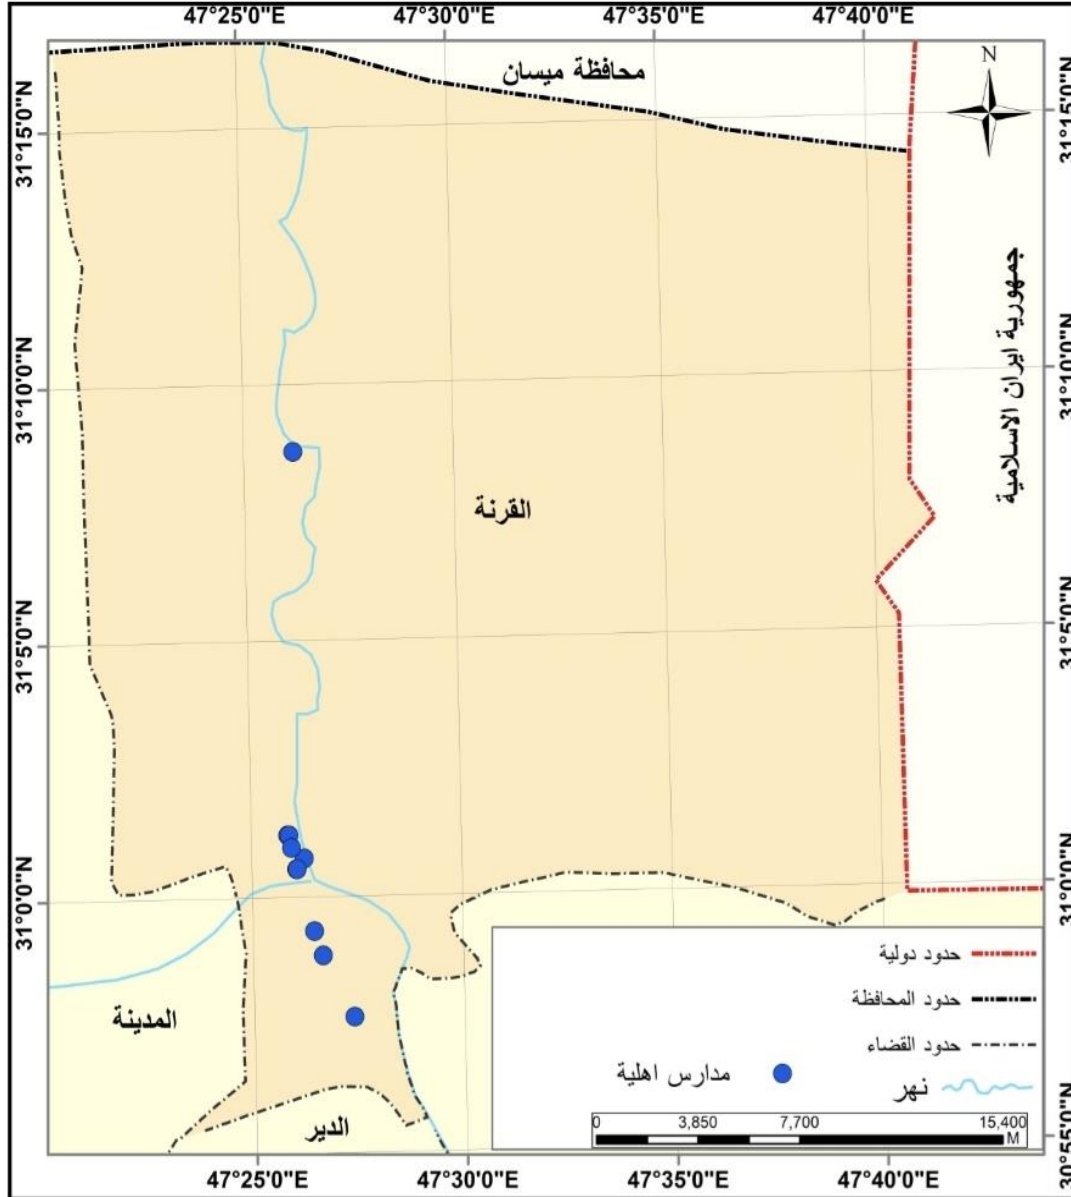 47°25'0"E 47°30'0"E 47°35'0"E 47°40'0"E
محافظة ميسان
N
31°15'0"N 31°15'0"N
جمهورية ايران الاسلامية
31°10'0"N 31°10'0"N
القرنة
31°5'0"N 31°5'0"N
31°0'0"N 31°0'0"N
المدينة
الدير
حدود دولية
حدود المحافظة
حدود القضاء
نهر
مدارس اهلية
0 3,850 7,700 15,400
M
30°55'0"N
47°25'0"E 47°30'0"E 47°35'0"E 47°40'0"E